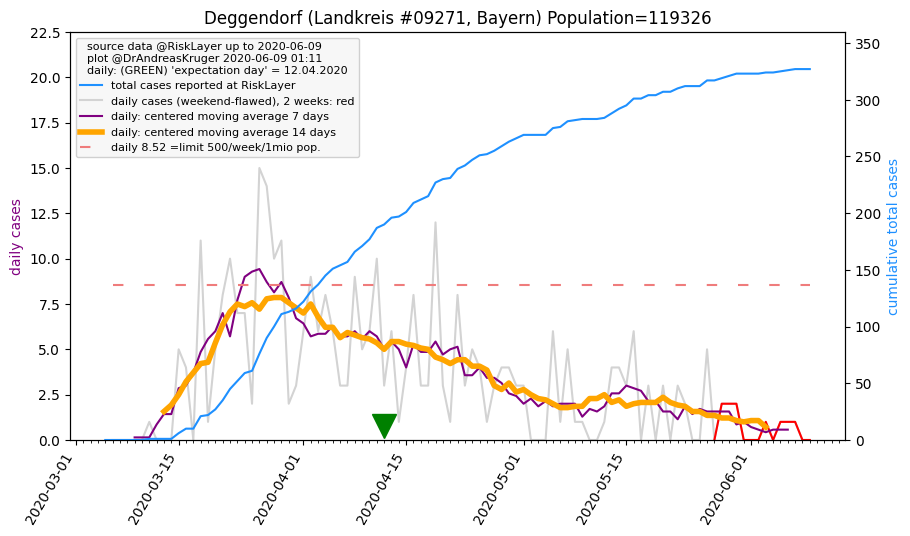 Deggendorf (Landkreis #09271, Bayern) Population=119326
source data @RiskLayer up to 2020-06-09
plot @DrAndreasKruger 2020-06-09 01:11
daily: (GREEN) 'expectation day' = 12.04.2020
total cases reported at RiskLayer
daily cases (weekend-flawed), 2 weeks: red
daily: centered moving average 7 days
daily: centered moving average 14 days
daily 8.52 =limit 500/week/1mio pop.
daily cases
22.5
20.0
17.5
15.0
12.5
10.0
7.5
5.0
2.5
0.0
350
300
250
200
150
100
50
0
cumulative total cases
2020-03-01
2020-03-15
2020-04-01
2020-04-15
2020-05-01
2020-05-15
2020-06-01